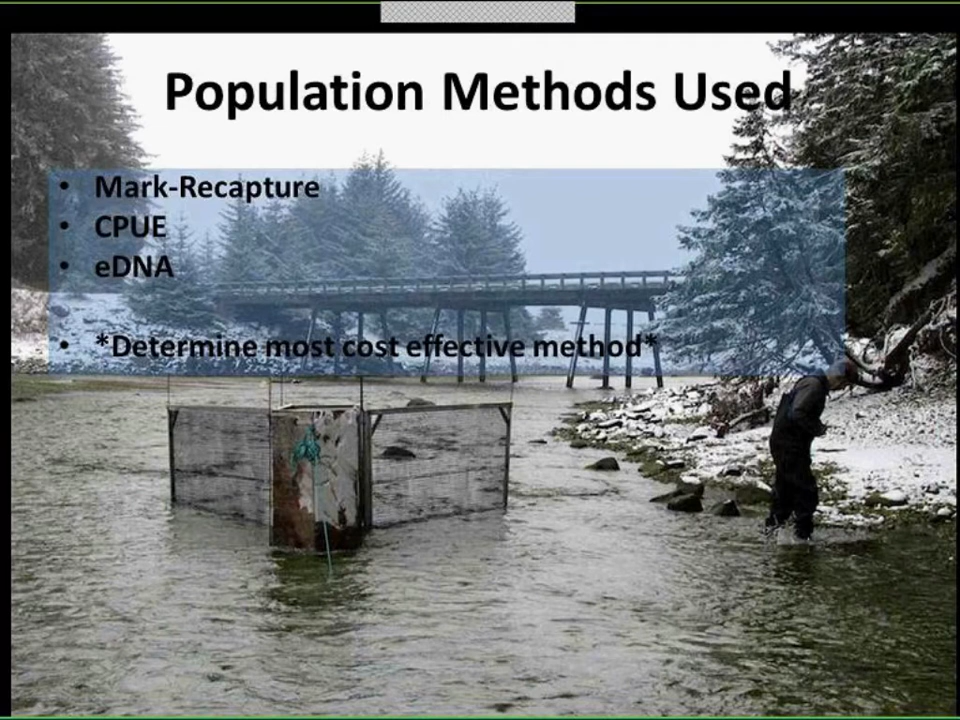 Population Methods Used
• Mark-Recapture
• CPUE
• eDNA
• *Determine most cost effective method*